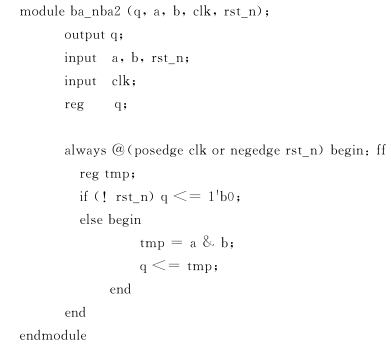 module ba_nba2 (q, a, b, clk, rst_n);
output q;
input a, b, rst_n;
input clk;
reg q;
always @(posedge clk or negedge rst_n) begin: ff
reg tmp;
if (! rst_n) q <= 1'b0;
else begin
tmp = a & b;
q <= tmp;
end
end
endmodule